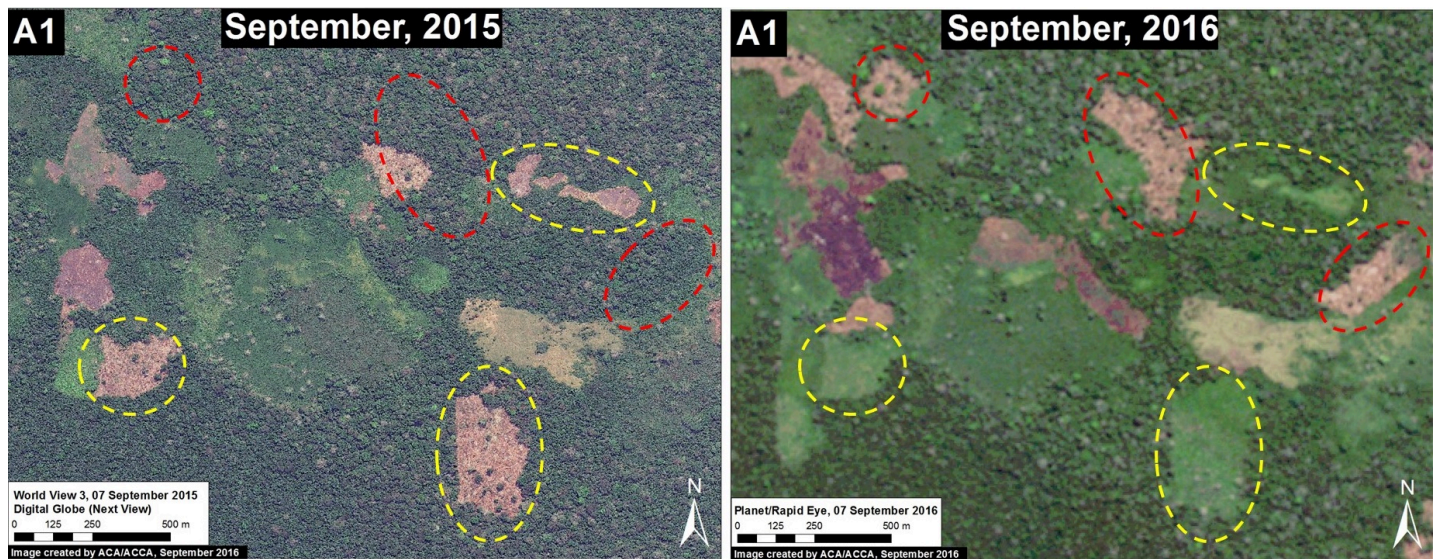 A1
September, 2015
World View 3, 07 September 2015
Digital Globe (Next View)
0 125 250 500 m
Image created by ACA/ACCA, September 2016
N
A1
September, 2016
Planet/Rapid Eye, 07 September 2016
0 125 250 500 m
Image created by ACA/ACCA, September 2016
N